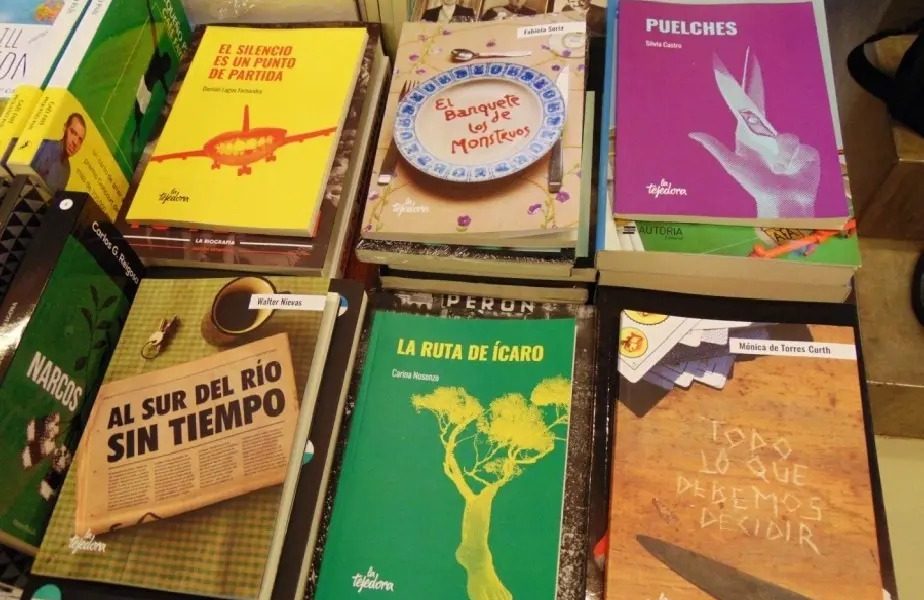 EL SILENCIO
ES UN PUNTO
DE PARTIDA
Damián Lagos Fernandoy
la
tejedora
LA BIOGRAFÍA
Fabiola Soria
El
Banquete
de
los
Monstruos
la
tejedora
PUELCHES
Silvia Castro
la
tejedora
AUTORÍA
Carlos G. Reigosa
NARCOS
Walter Nievas
AL SUR DEL RÍO
SIN TIEMPO
la
tejedora
PERÓN
LA RUTA DE ÍCARO
Carina Nosenzo
la
tejedora
Mónica de Torres Curth
TODO
LO QUE
DEBEMOS
DECIDIR